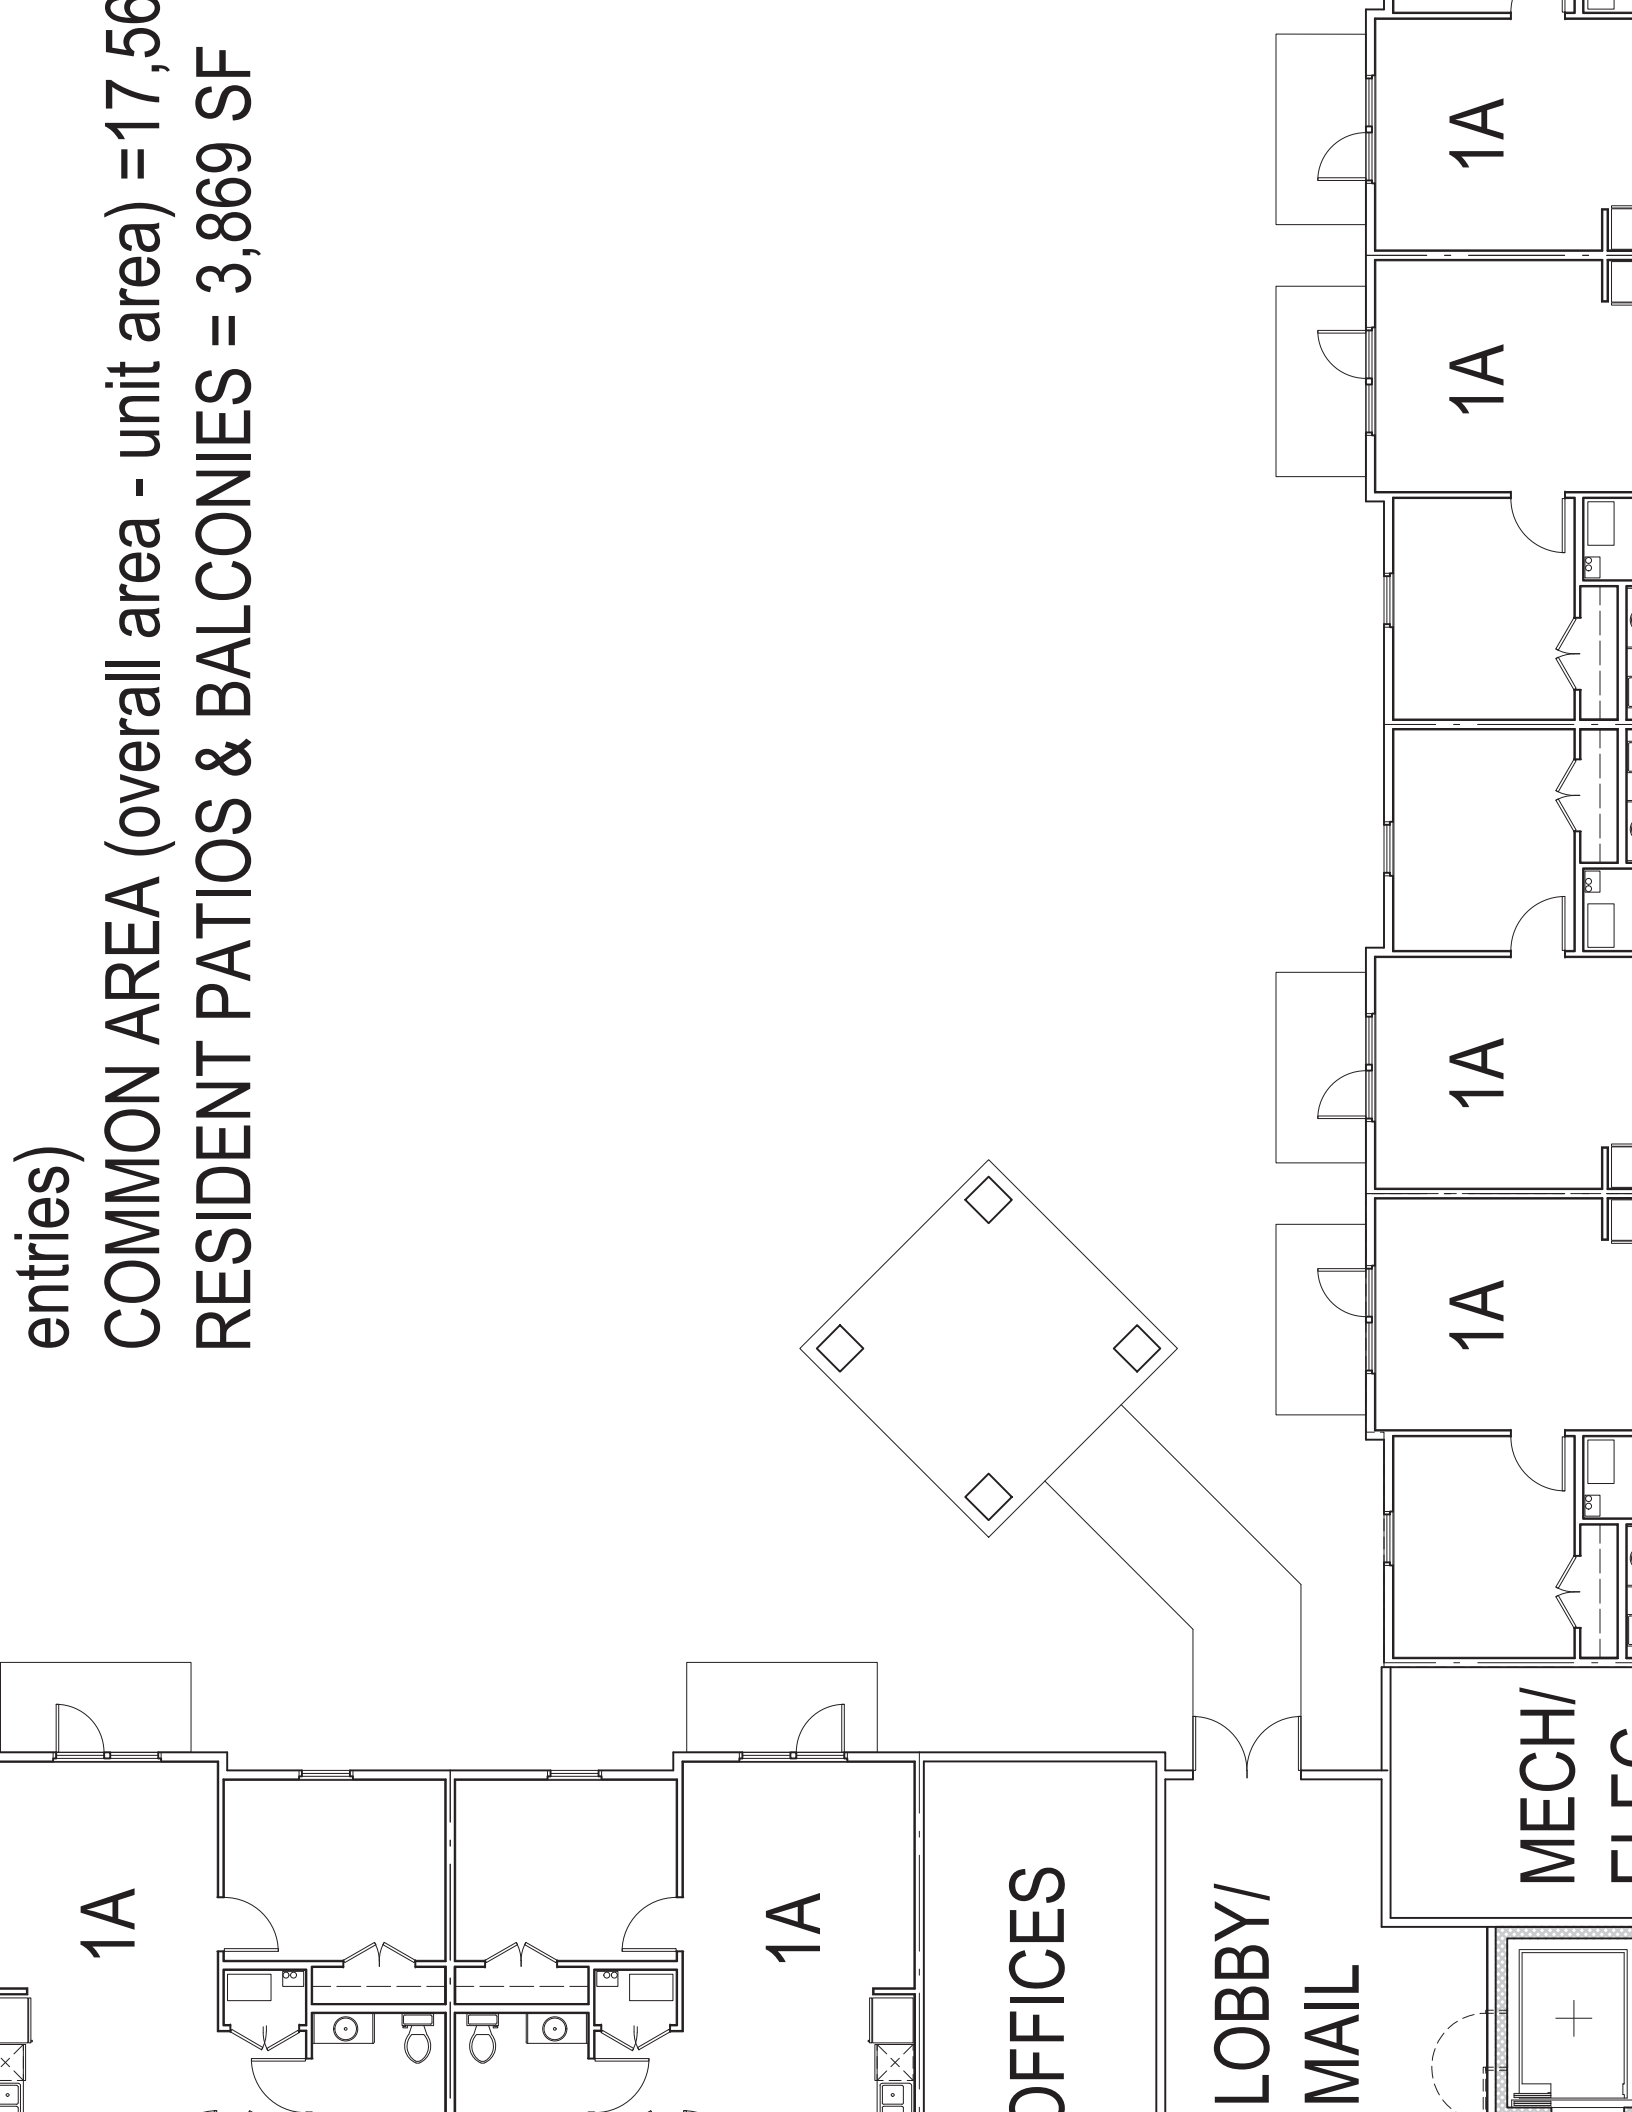 entries)
COMMON AREA (overall area - unit area) =17,56
RESIDENT PATIOS & BALCONIES = 3,869 SF
1A
1A
1A
1A
1A
1A
OFFICES
LOBBY/
MAIL
MECH/